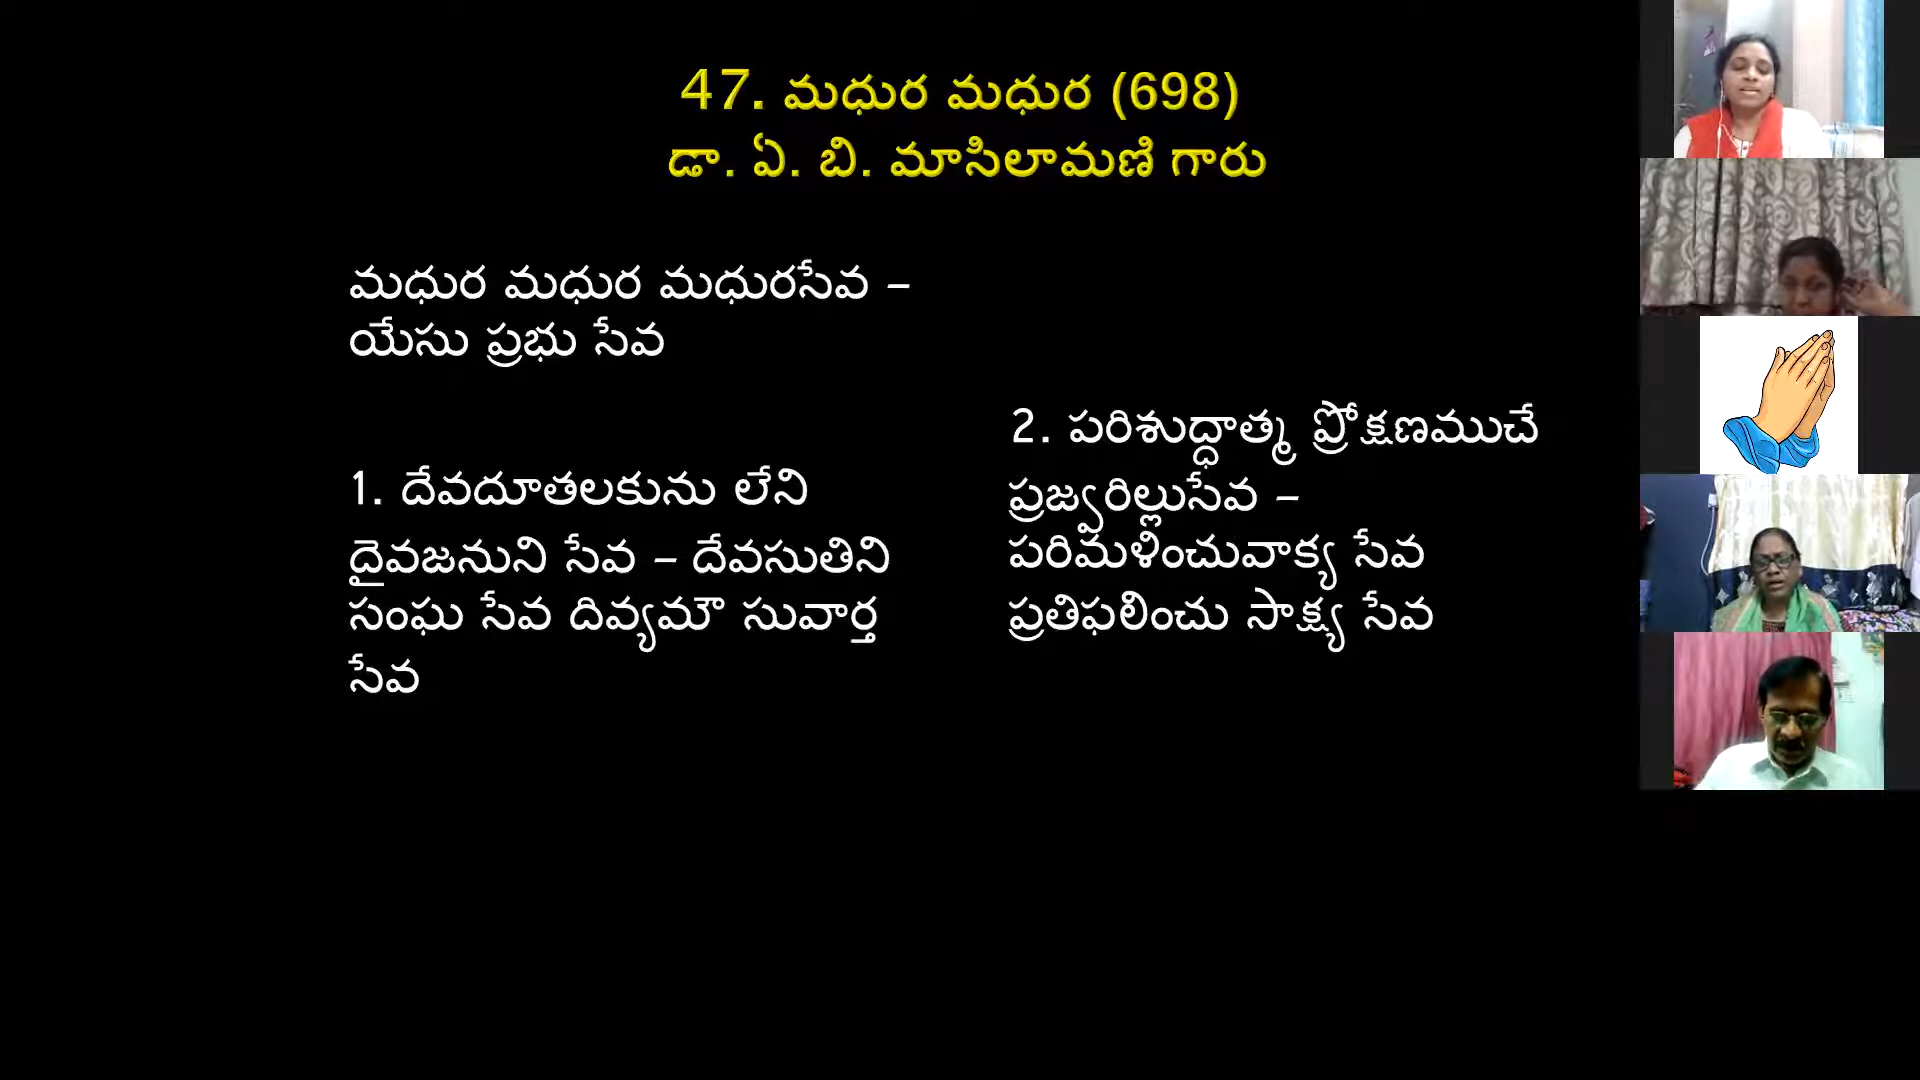 47. మధుర మధుర (698)
డా. ఏ. బి. మాసిలామణి గారు
మధుర మధుర మధురసేవ –
యేసు ప్రభు సేవ
1. దేవదూతలకును లేని
దైవజనుని సేవ – దేవసుతిని
సంఘ సేవ దివ్యమౌ సువార్త
సేవ
2. పరిశుద్ధాత్మ ప్రోక్షణముచే
ప్రజ్వరిల్లుసేవ –
పరిమళించువాక్య సేవ
ప్రతిఫలించు సాక్ష్య సేవ